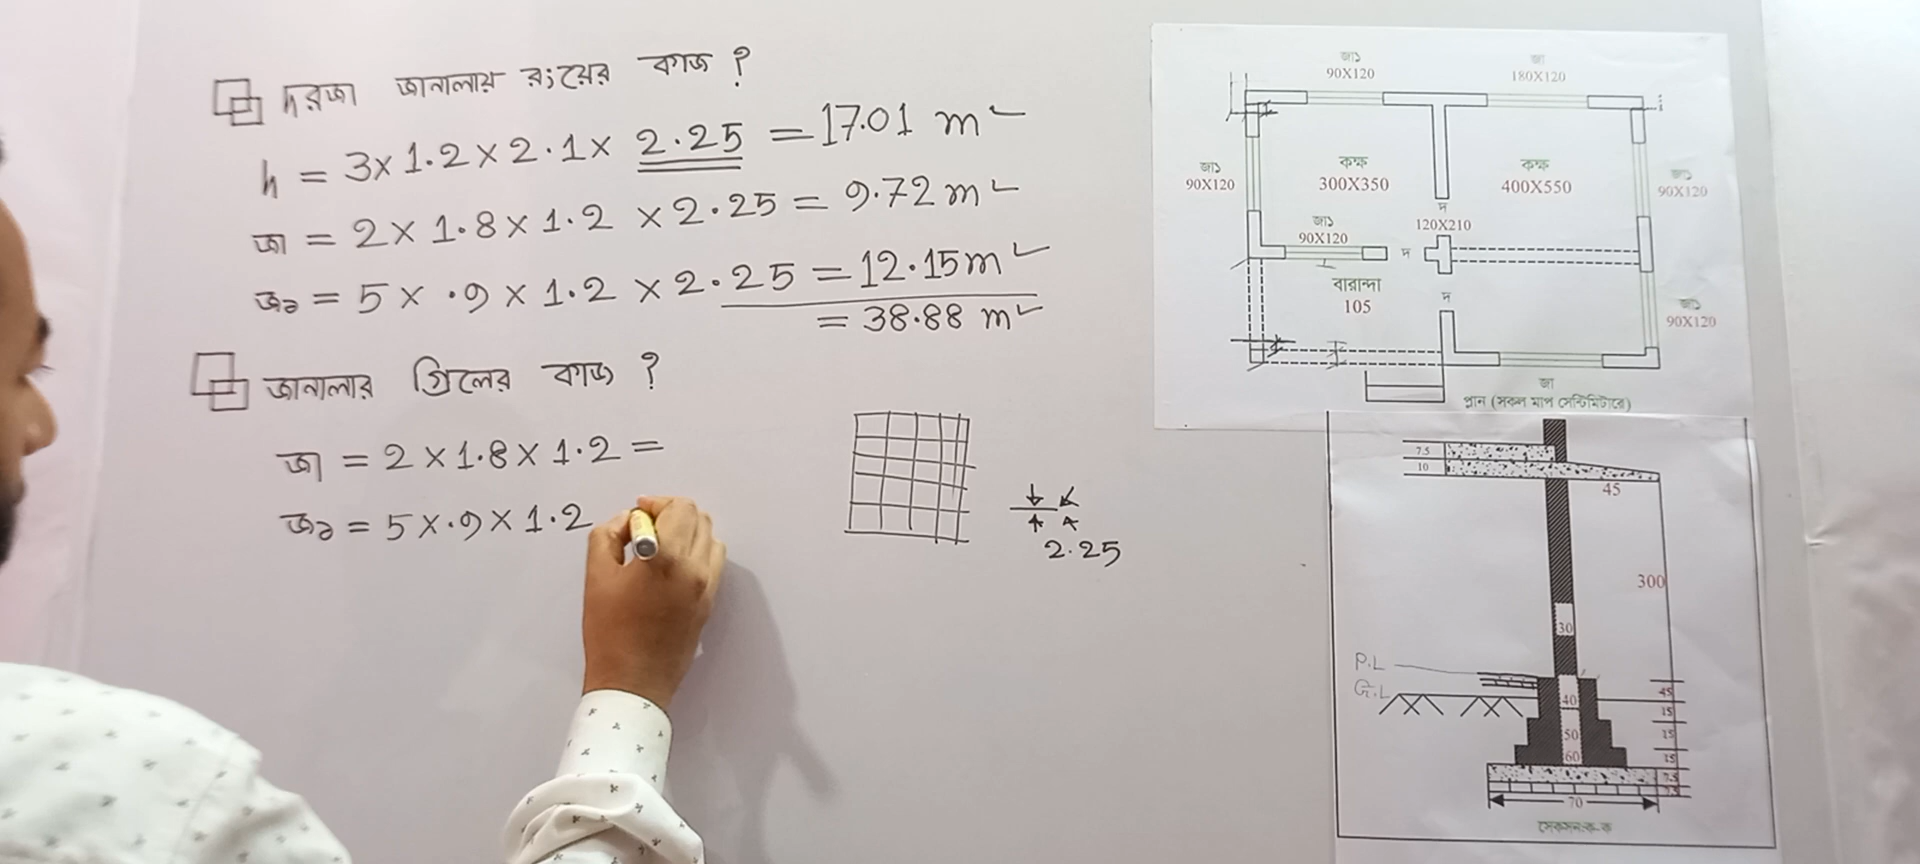 দরজা জানালায় রংয়ের কাজ ?
দ = 3 x 1.2 x 2.1 x 2.25 = 17.01 m²
জা = 2 x 1.8 x 1.2 x 2.25 = 9.72 m²
জা১ = 5 x .9 x 1.2 x 2.25 = 12.15 m²
= 38.88 m²
জানালার গ্রিলের কাজ ?
জা = 2 x 1.8 x 1.2 =
জা১ = 5 x .9 x 1.2
2.25
জা১
90X120
জা
180X120
জা১
90X120
কক্ষ
300X350
কক্ষ
400X550
জা১
90X120
জা১
90X120
দ
120X210
দ
বারান্দা
105
দ
জা১
90X120
জা
প্লান (সকল মাপ সেন্টিমিটারে)
7.5
10
45
300
30
P.L
G.L
40
45
15
50
15
60
15
7.5
7.5
70
সেকসন:ক-ক